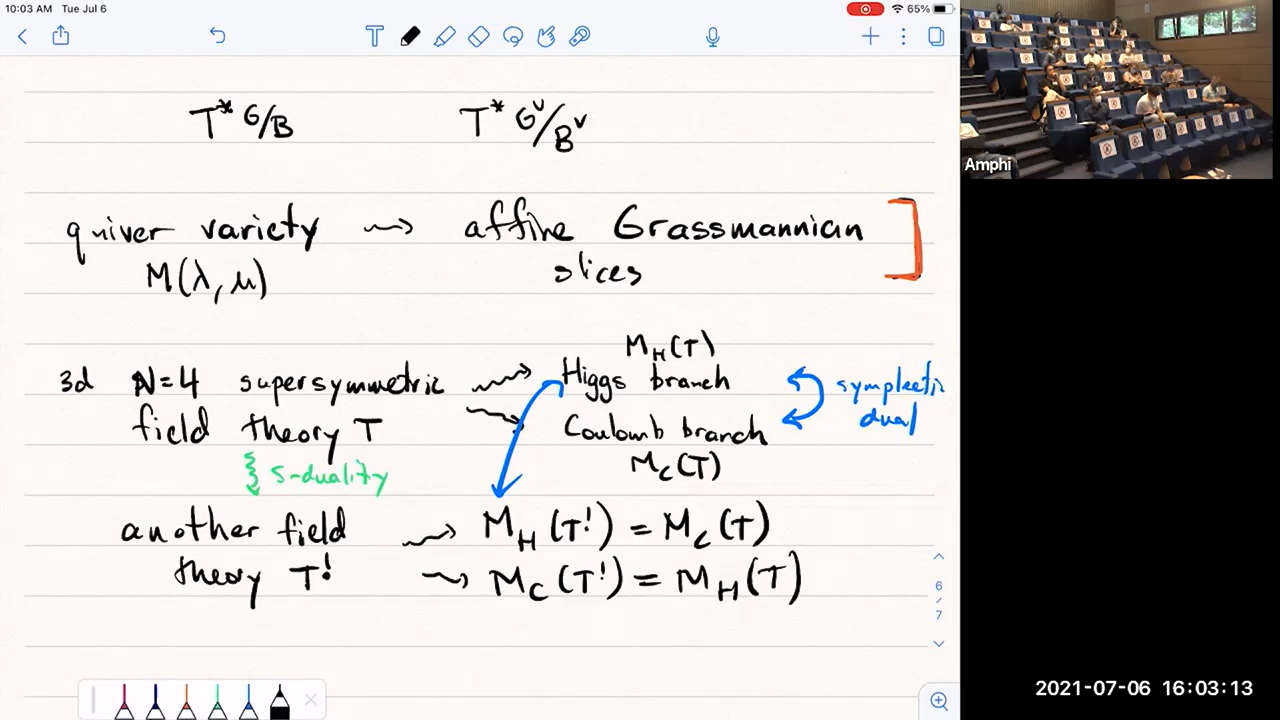 10:03 AM Tue Jul 6
65%
T* G/B T* G^∨/B^∨
quiver variety ⇝ affine Grassmannian
M(λ, μ) slices
M_H(T)
3d N=4 supersymmetric ⇝ Higgs branch
field theory T ⇝ Coulomb branch
M_C(T)
symplectic
dual
S-duality
another field ⇝ M_H(T!) = M_C(T)
theory T! ⇝ M_C(T!) = M_H(T)
6
/
7
Amphi
2021-07-06 16:03:13